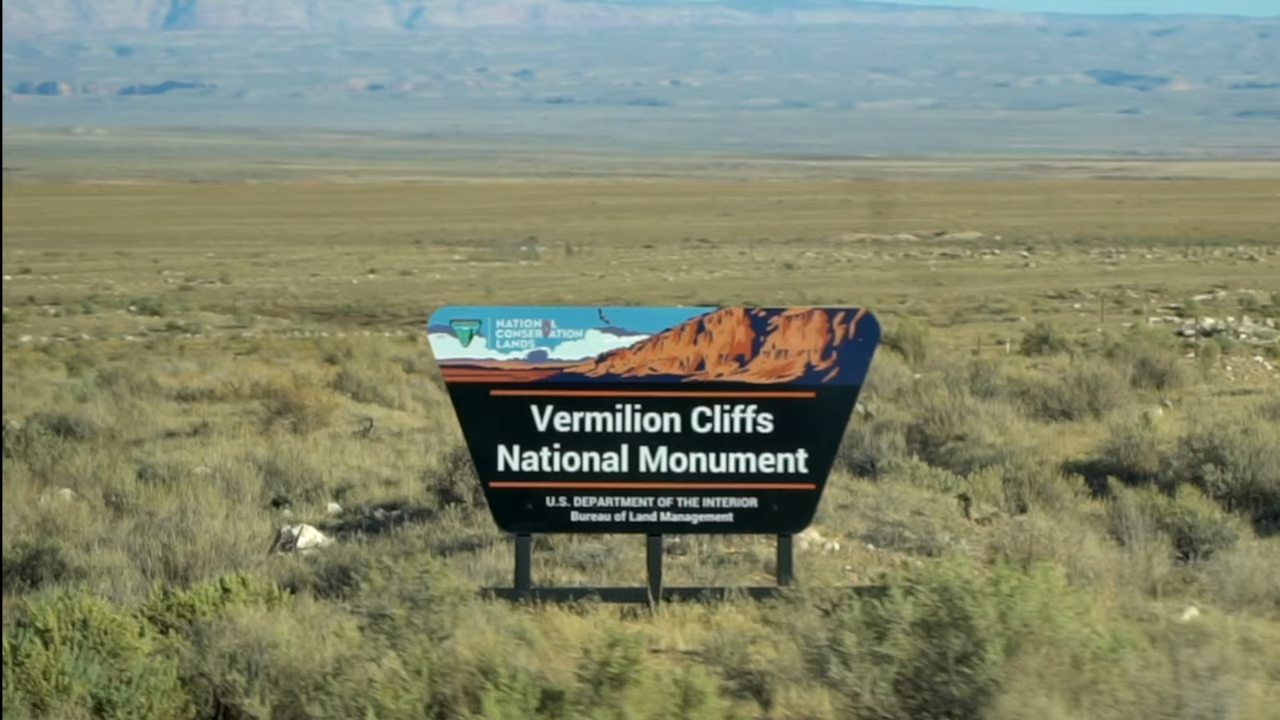 NATIONAL
CONSERVATION
LANDS
Vermilion Cliffs
National Monument
U.S. DEPARTMENT OF THE INTERIOR
Bureau of Land Management